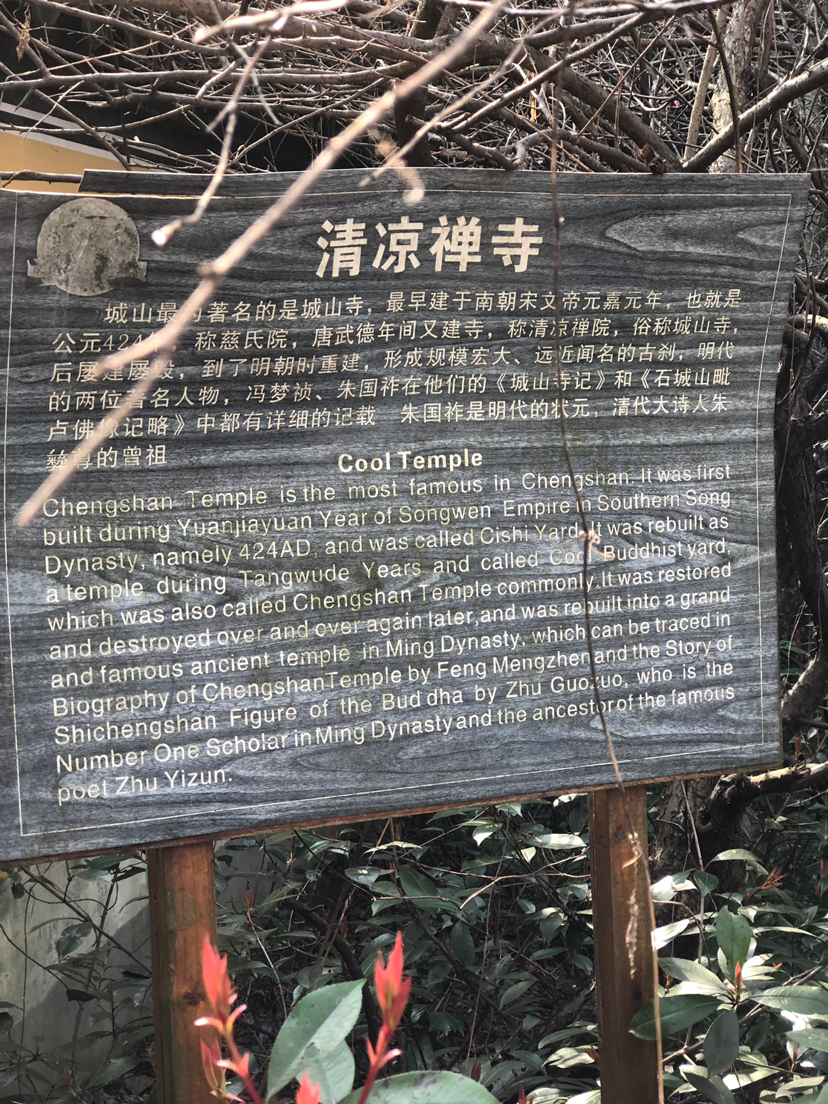 清凉禅寺
城山最 著名的是城山寺，最早建于南朝宋文帝元嘉元年，也就是
公元424 称慈氏院，唐武德年间又建寺，称清凉禅院，俗称城山寺，
后屡建屡毁，到了明朝时重建，形成规模宏大、远近闻名的古刹，明代
的两位著名人物，冯梦祯、朱国祚在他们的《城山寺记》和《石城山毗
卢佛像记略》中都有详细的记载 朱国祚是明代的状元，清代大诗人朱
彝尊的曾祖
Cool Temple
Chengshan Temple is the most famous in Chengshan. It was first
built during Yuanjiayuan Year of Songwen Empire in Southern Song
Dynasty, namely 424AD, and was called Cishi Yard. It was rebuilt as
a temple during Tangwude Years and called Cool Buddhist yard,
which was also called Chengshan Temple commonly. It was restored
and destroyed over and over again later,and was rebuilt into a grand
and famous ancient temple in Ming Dynasty, which can be traced in
Biography of ChengshanTemple by Feng Mengzhen and the Story of
Shichengshan Figure of the Bud dha by Zhu Guozuo, who is the
Number One Scholar in Ming Dynasty and the ancestor of the famous
poet Zhu Yizun.